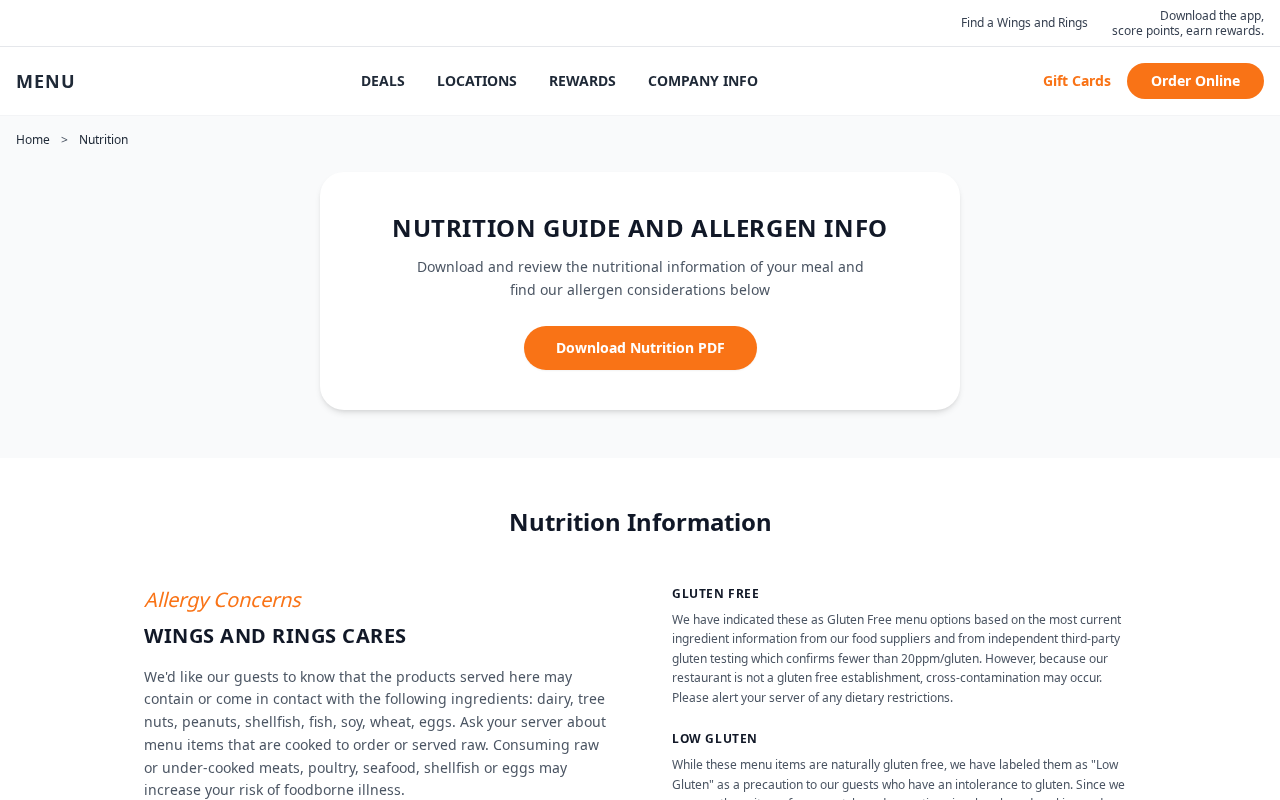 Find a Wings and Rings
Download the app,
score points, earn rewards.
MENU
DEALS
LOCATIONS
REWARDS
COMPANY INFO
Gift Cards
Order Online
Home > Nutrition
NUTRITION GUIDE AND ALLERGEN INFO
Download and review the nutritional information of your meal and
find our allergen considerations below
Download Nutrition PDF
Nutrition Information
Allergy Concerns
WINGS AND RINGS CARES
We'd like our guests to know that the products served here may
contain or come in contact with the following ingredients: dairy, tree
nuts, peanuts, shellfish, fish, soy, wheat, eggs. Ask your server about
menu items that are cooked to order or served raw. Consuming raw
or under-cooked meats, poultry, seafood, shellfish or eggs may
increase your risk of foodborne illness.
GLUTEN FREE
We have indicated these as Gluten Free menu options based on the most current
ingredient information from our food suppliers and from independent third-party
gluten testing which confirms fewer than 20ppm/gluten. However, because our
restaurant is not a gluten free establishment, cross-contamination may occur.
Please alert your server of any dietary restrictions.
LOW GLUTEN
While these menu items are naturally gluten free, we have labeled them as "Low
Gluten" as a precaution to our guests who have an intolerance to gluten. Since we